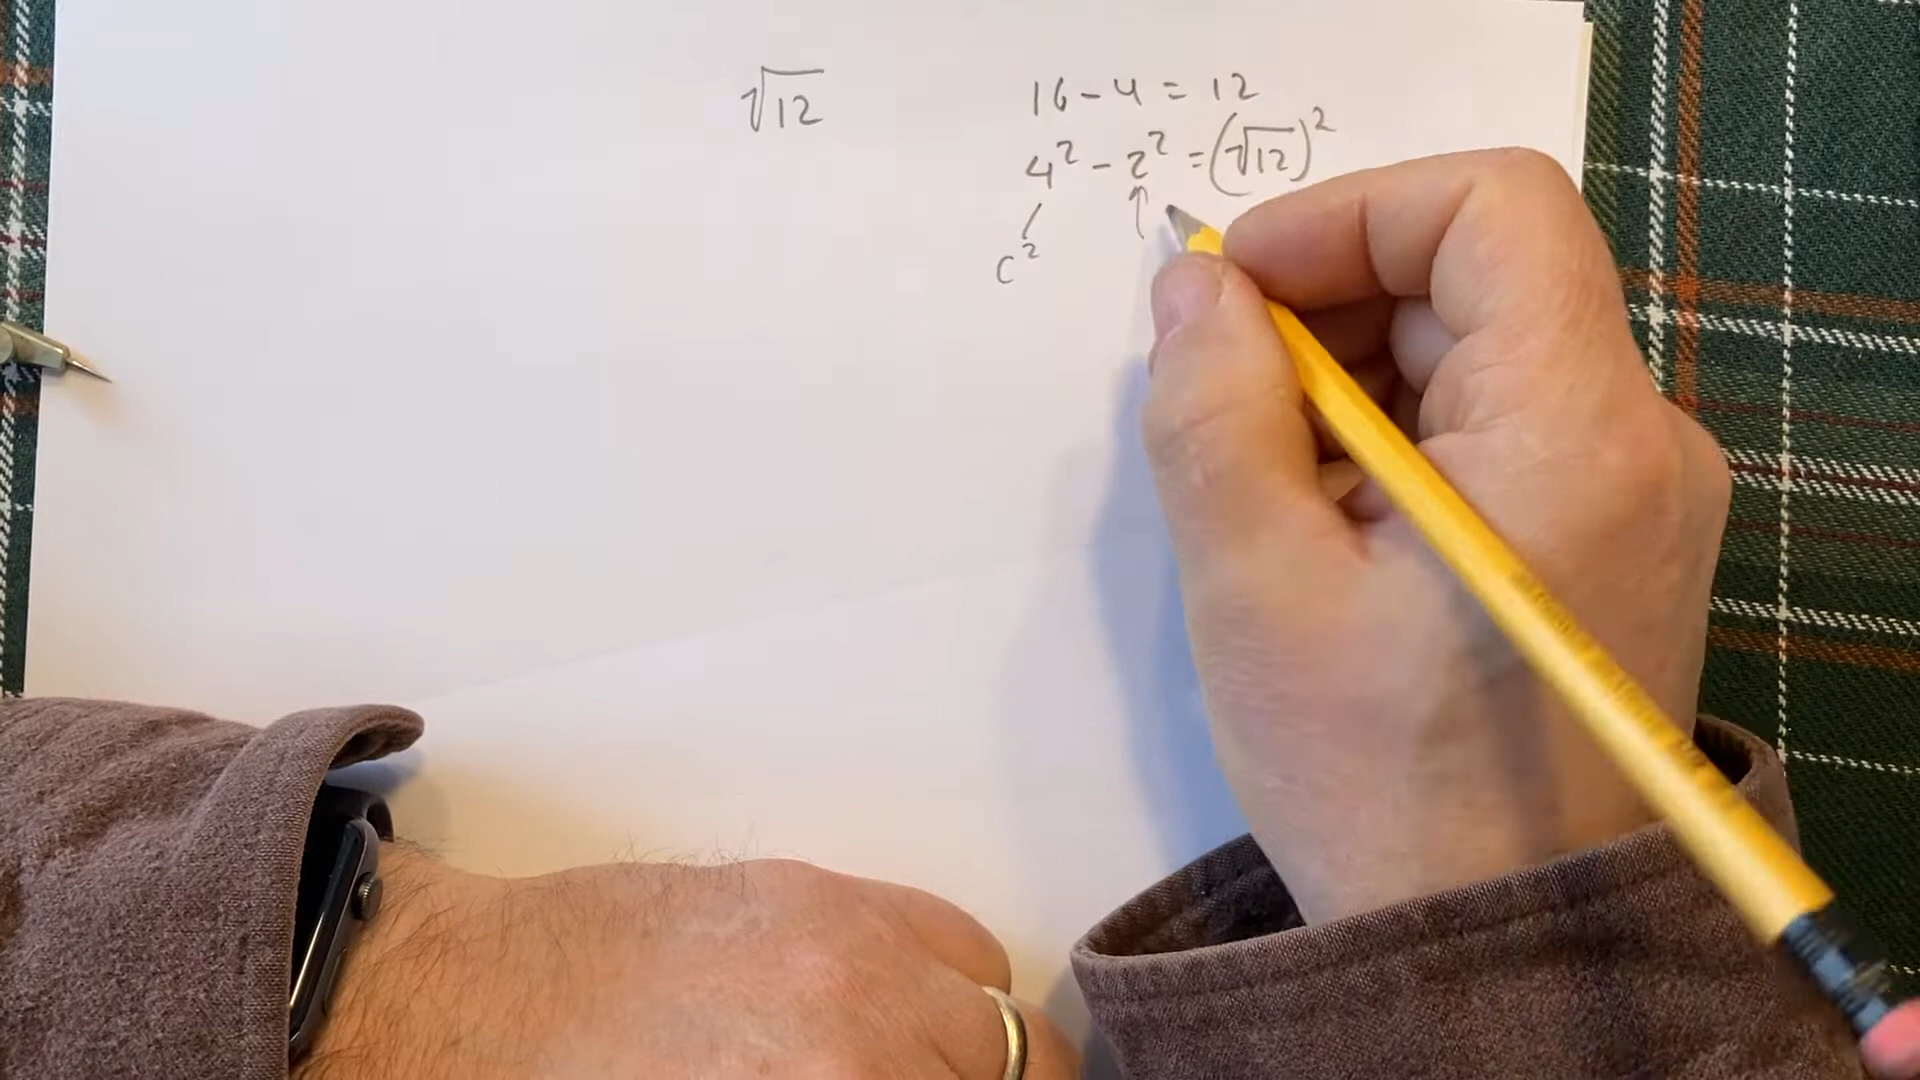 √12
16 - 4 = 12
4² - 2² = (√12)²
c²